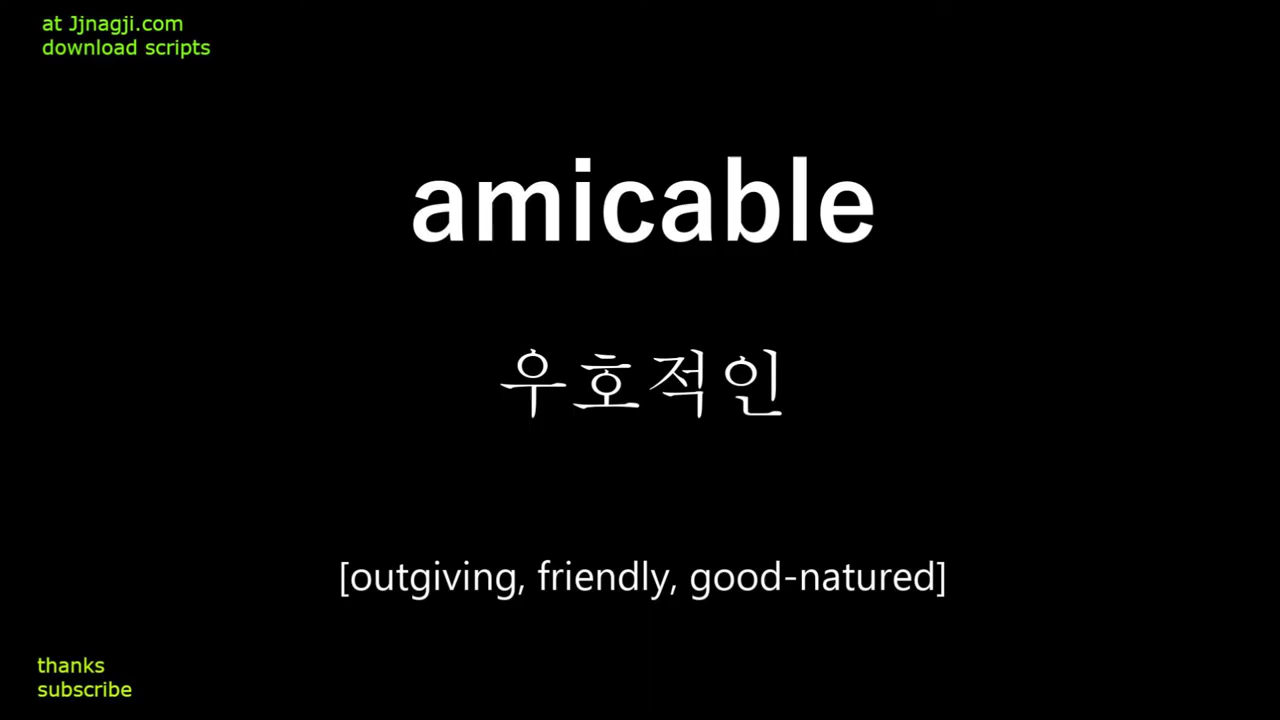 at Jjnagji.com
download scripts
amicable
우호적인
[outgiving, friendly, good-natured]
thanks
subscribe